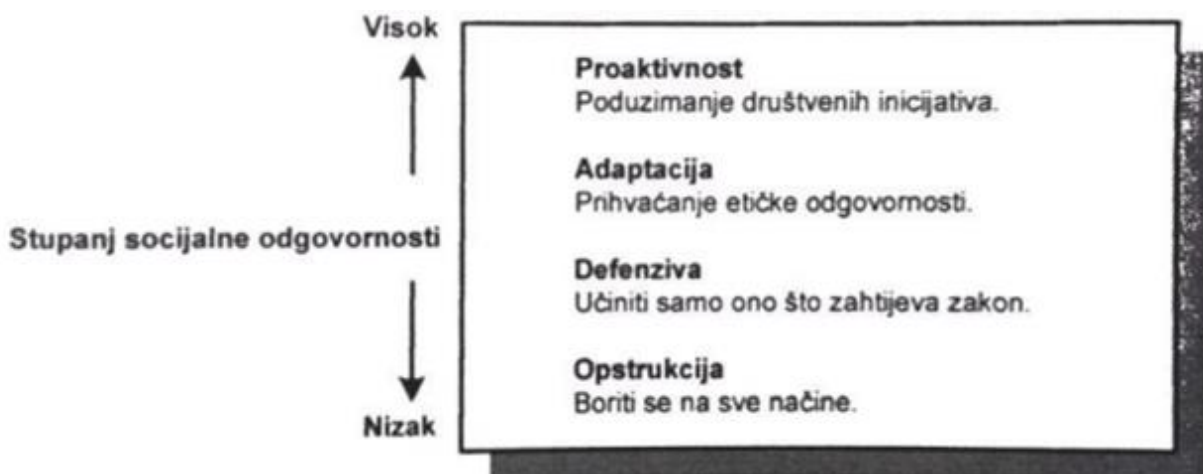 Visok
Proaktivnost
Poduzimanje društvenih inicijativa.
Adaptacija
Prihvaćanje etičke odgovornosti.
Stupanj socijalne odgovornosti
Defenziva
Učiniti samo ono što zahtijeva zakon.
Opstrukcija
Boriti se na sve načine.
Nizak